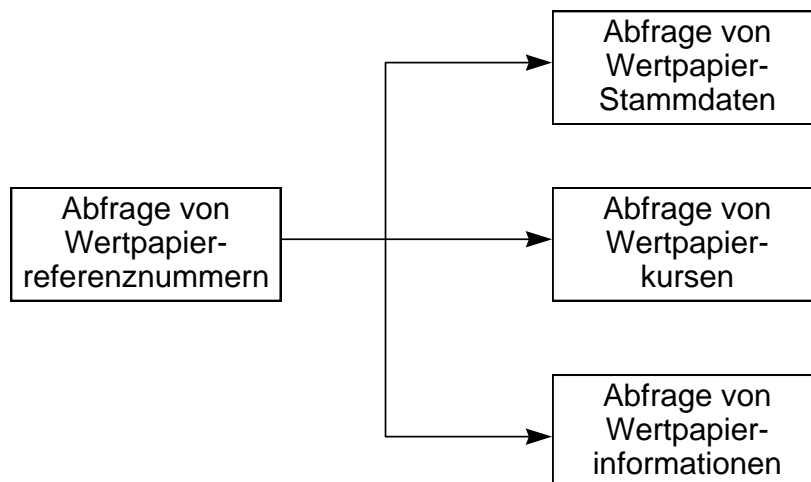 Abfrage von
Wertpapier-
Stammdaten
Abfrage von
Wertpapier-
referenznummern
Abfrage von
Wertpapier-
kursen
Abfrage von
Wertpapier-
informationen